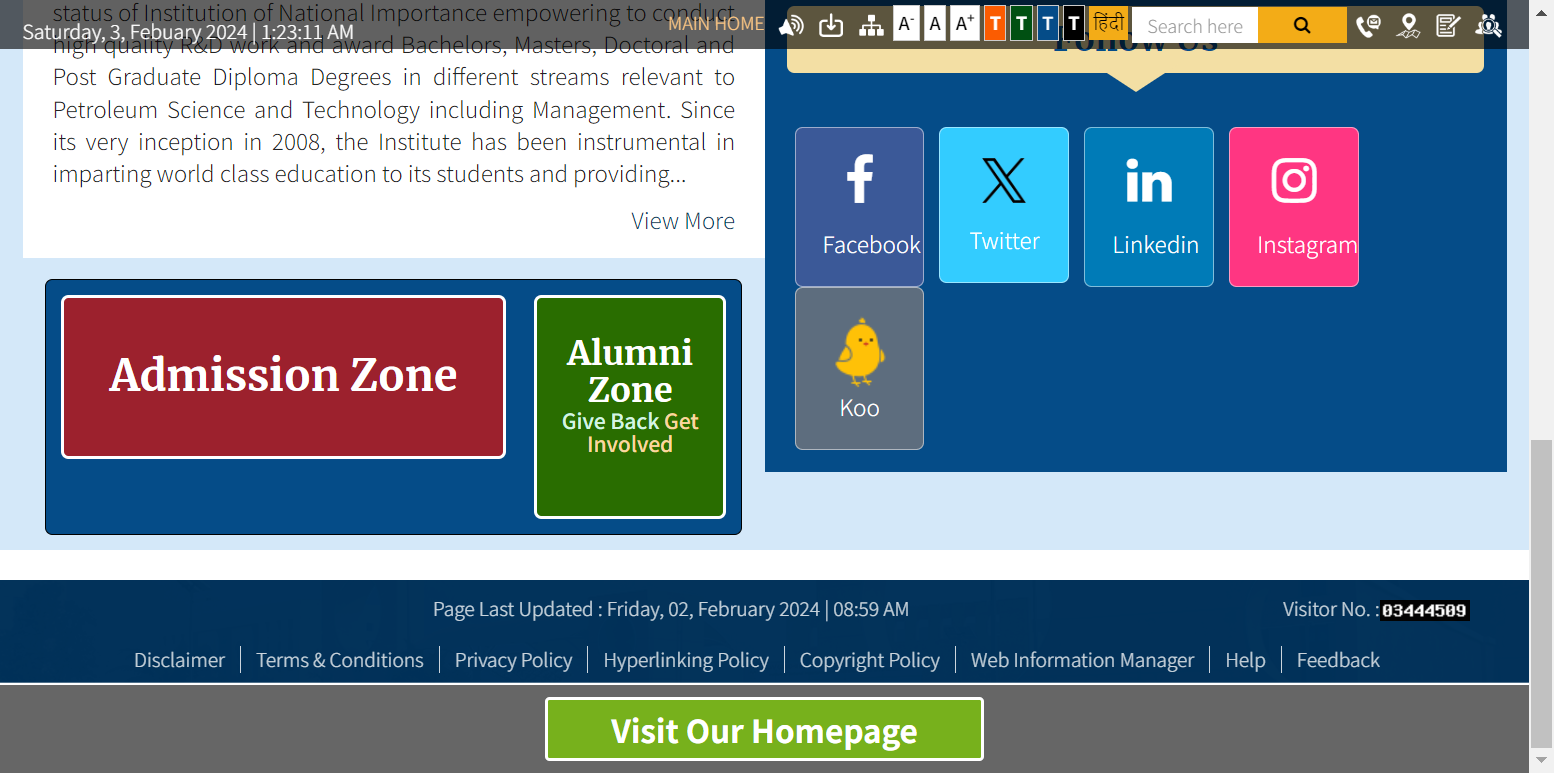 status of Institution of National Importance empowering to conduct
Saturday, 3, Febuary 2024 | 1:23:11 AM
MAIN HOME
A-
A
A+
T
T
T
T
हिंदी
Search here
high quality R&D work and award Bachelors, Masters, Doctoral and
Post Graduate Diploma Degrees in different streams relevant to
Petroleum Science and Technology including Management. Since
its very inception in 2008, the Institute has been instrumental in
imparting world class education to its students and providing...
View More
Follow Us
Facebook
Twitter
Linkedin
Instagram
Koo
Admission Zone
Alumni
Zone
Give Back Get
Involved
Page Last Updated : Friday, 02, February 2024 | 08:59 AM
Visitor No. : 03444509
Disclaimer
Terms & Conditions
Privacy Policy
Hyperlinking Policy
Copyright Policy
Web Information Manager
Help
Feedback
Visit Our Homepage